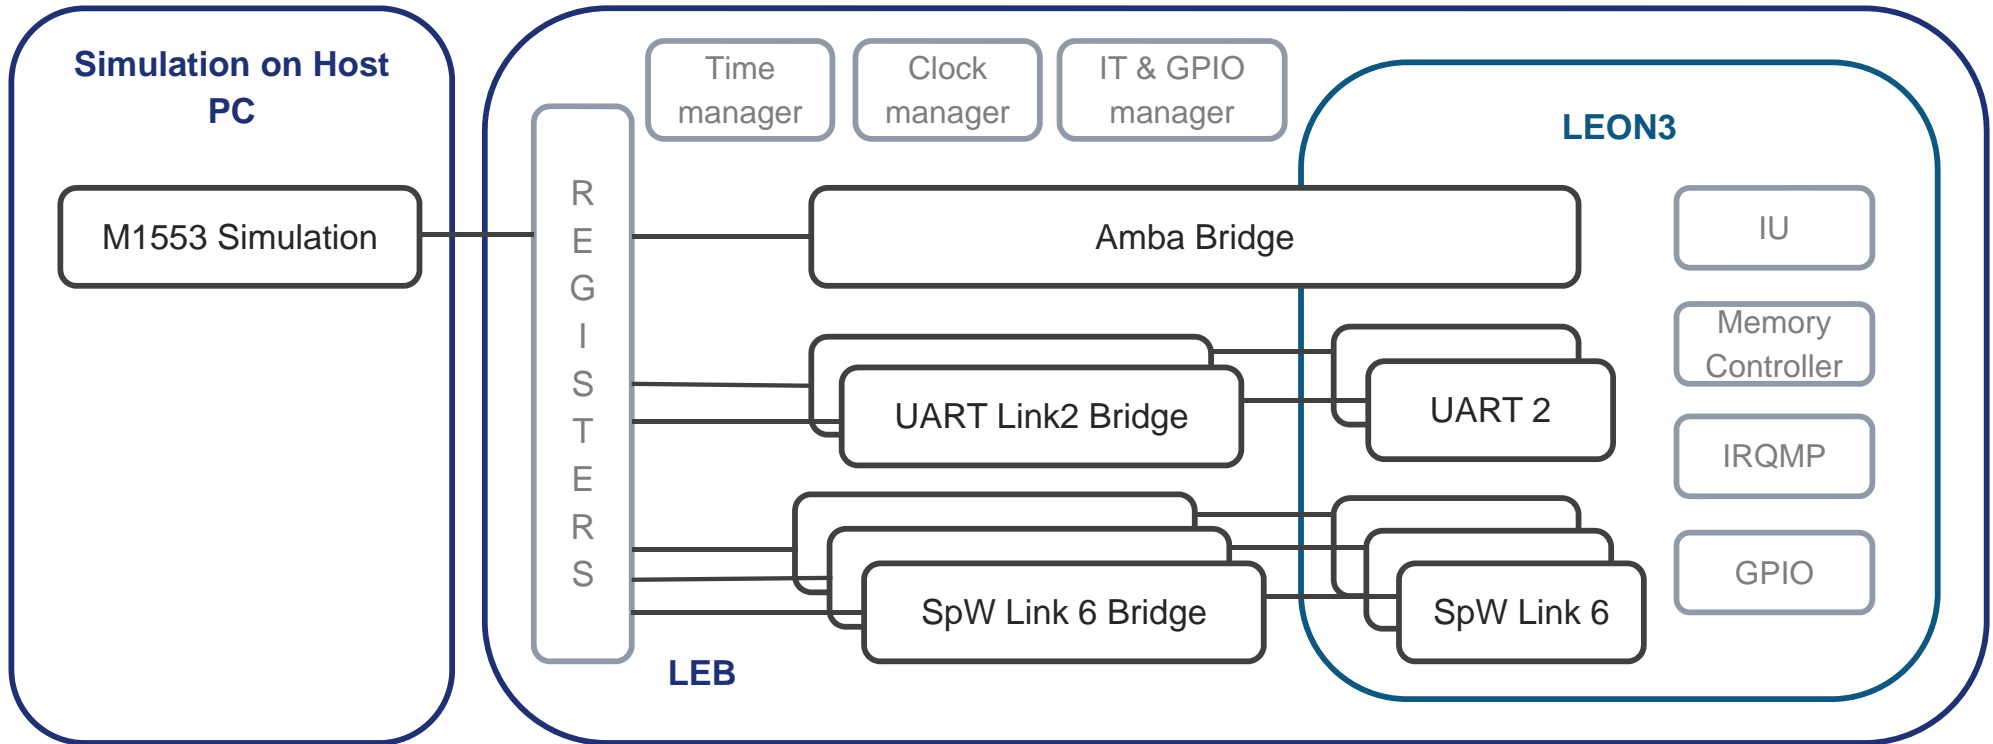 Simulation on Host
PC
M1553 Simulation
Time
manager
Clock
manager
IT & GPIO
manager
R
E
G
I
S
T
E
R
S
LEON3
Amba Bridge
IU
Memory
Controller
UART Link2 Bridge
UART 2
IRQMP
GPIO
SpW Link 6 Bridge
SpW Link 6
LEB